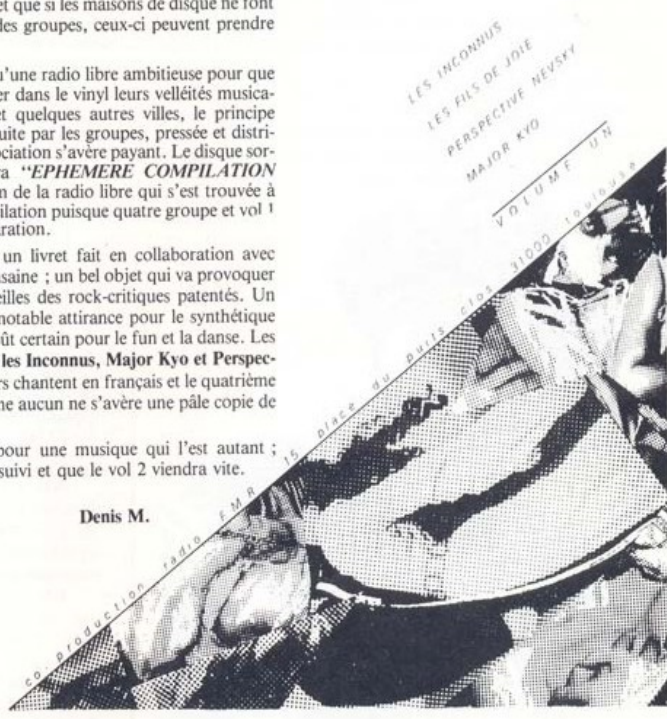 et que si les maisons de disque ne font
des groupes, ceux-ci peuvent prendre
u'une radio libre ambitieuse pour que
er dans le vinyl leurs velléités musica-
et quelques autres villes, le principe
uite par les groupes, pressée et distri-
ciation s'avère payant. Le disque sor-
ra "EPHEMERE COMPILATION
n de la radio libre qui s'est trouvée à
ilation puisque quatre groupe et vol 1
ration.
un livret fait en collaboration avec
saine ; un bel objet qui va provoquer
illes des rock-critiques patentés. Un
notable attirance pour le synthétique
oût certain pour le fun et la danse. Les
les Inconnus, Major Kyo et Perspec-
rs chantent en français et le quatrième
ne aucun ne s'avère une pâle copie de
pour une musique qui l'est autant ;
suivi et que le vol 2 viendra vite.
Denis M.
LES INCONNUS
LES FILS DE JOIE
PERSPECTIVE NEVSKY
MAJOR KYO
VOLUME UN
co. production radio FMR 15 place du puits clos 31000 toulouse